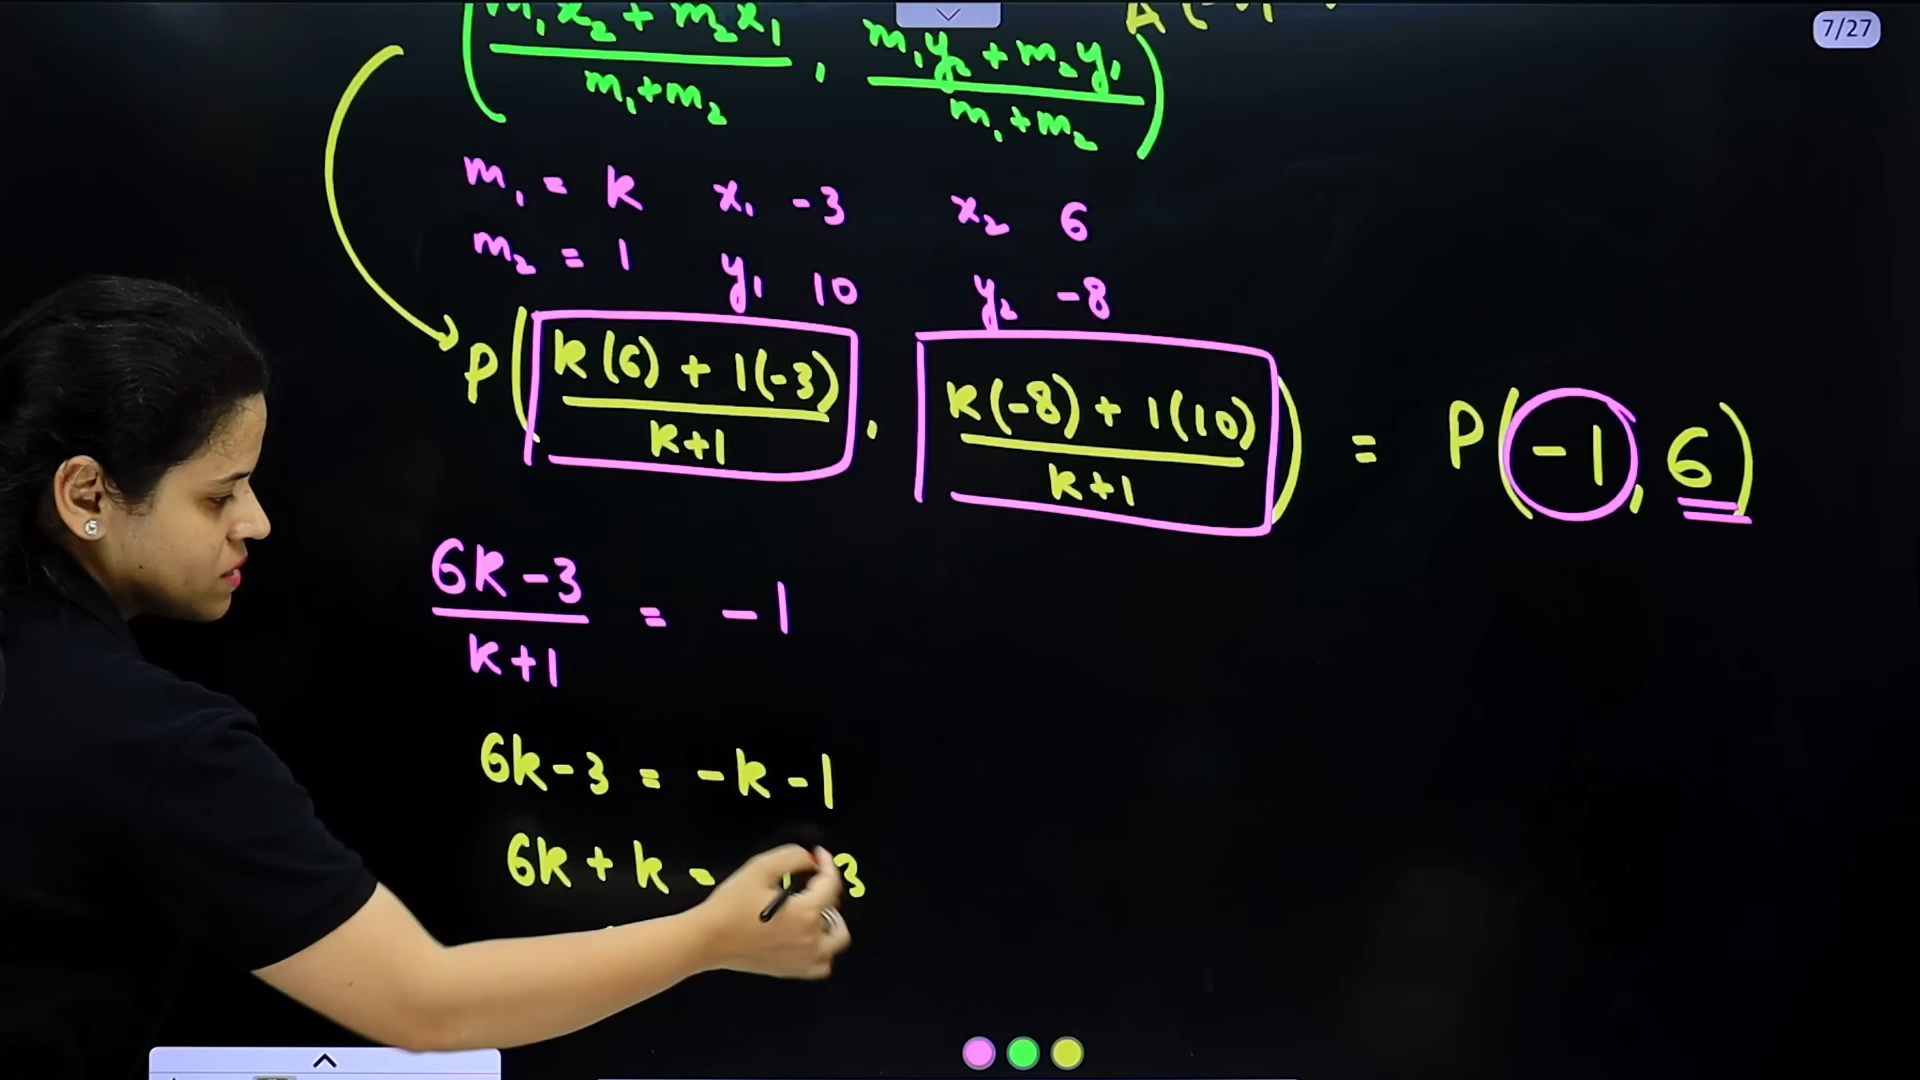 7/27
(m₁x₂ + m₂x₁ / m₁+m₂ , m₁y₂ + m₂y₁ / m₁+m₂)
m₁ = k x₁ -3 x₂ 6
m₂ = 1 y₁ 10 y₂ -8
P( k(6) + 1(-3) / k+1 , k(-8) + 1(10) / k+1 ) = P(-1, 6)
6k-3 / k+1 = -1
6k-3 = -k-1
6k + k = 3